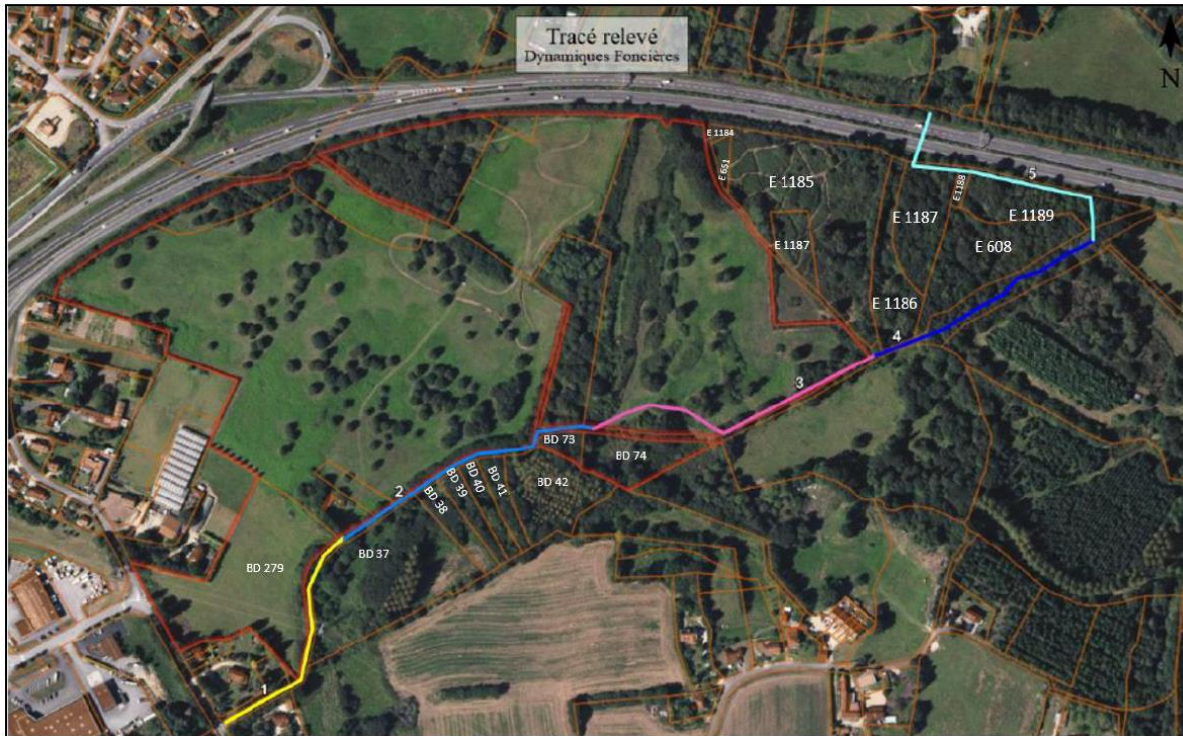 Tracé relevé
Dynamiques Foncières
N
E 1184
E 651
E 1185
E 1187
E 1187
E 1188
E 1189
E 608
E 1186
5
4
3
BD 73
BD 74
BD 42
BD 41
BD 40
BD 39
BD 38
2
BD 37
BD 279
1